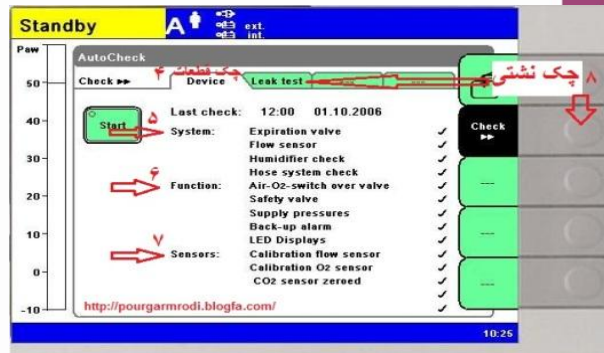 Standby A ext.
int.
Paw
AutoCheck
Check ▸▸ Device Leak test --- ---
چک قطعات ۴
۸ چک نشتی
Start
۵
Last check: 12:00 01.10.2006
System: Expiration valve ✓
Flow sensor ✓
Humidifier check ✓
Hose system check ✓
۶
Function: Air-O2-switch over valve ✓
Safety valve ✓
Supply pressures ✓
Back-up alarm ✓
LED Displays ✓
۷
Sensors: Calibration flow sensor ✓
Calibration O2 sensor ✓
CO2 sensor zeroed ✓
50
40
30
20
10
0
-10
Check
▸▸
---
---
---
http://pourgarmrodi.blogfa.com/
10:25